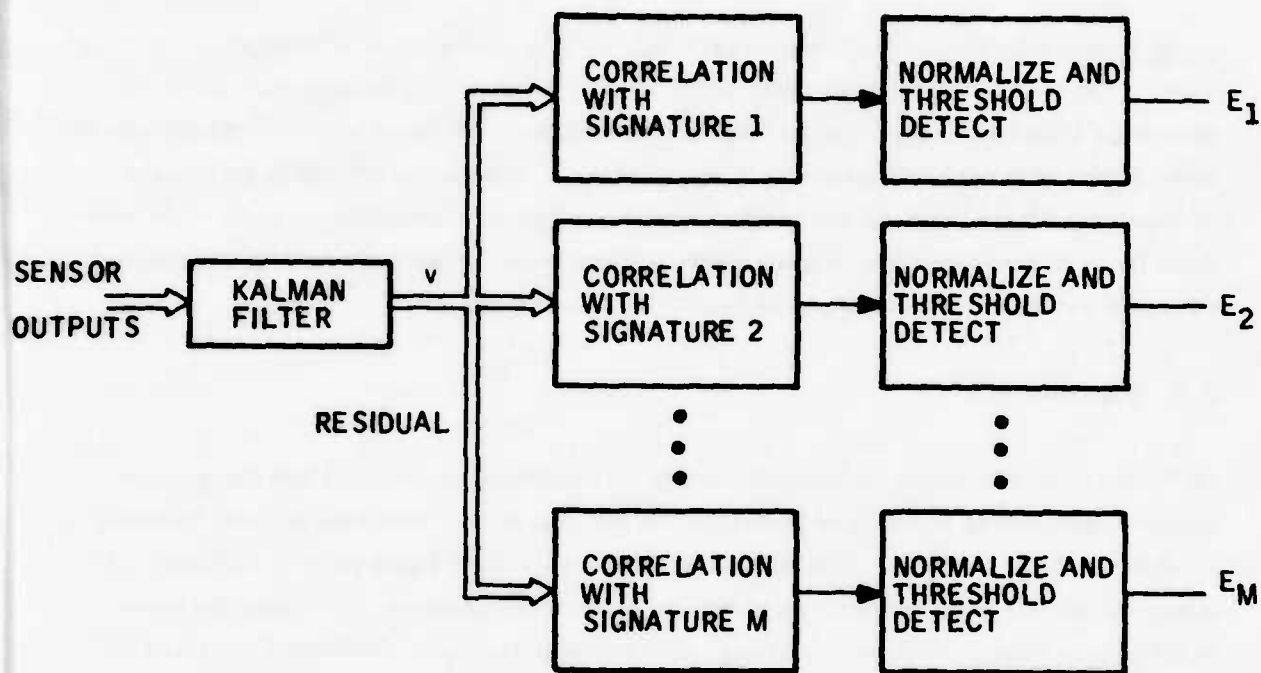 CORRELATION
WITH
SIGNATURE 1
NORMALIZE AND
THRESHOLD
DETECT
E1
SENSOR
OUTPUTS
KALMAN
FILTER
v
CORRELATION
WITH
SIGNATURE 2
NORMALIZE AND
THRESHOLD
DETECT
E2
RESIDUAL
CORRELATION
WITH
SIGNATURE M
NORMALIZE AND
THRESHOLD
DETECT
EM